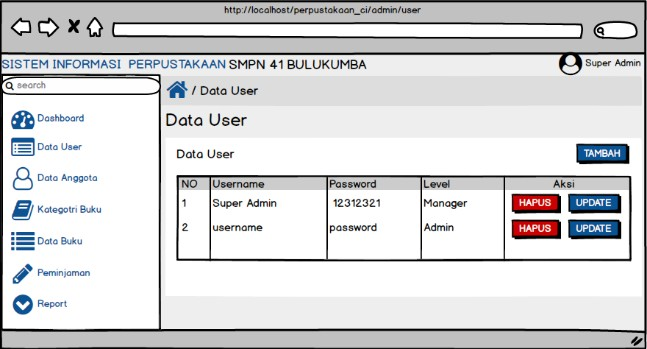 http://localhost/perpustakaan_ci/admin/user
SISTEM INFORMASI PERPUSTAKAAN SMPN 41 BULUKUMBA
Super Admin
search
/ Data User
Dashboard
Data User
Data Anggota
Kategotri Buku
Data Buku
Peminjaman
Report
Data User
Data User
TAMBAH
NO Username Password Level Aksi
1 Super Admin 12312321 Manager HAPUS UPDATE
2 username password Admin HAPUS UPDATE